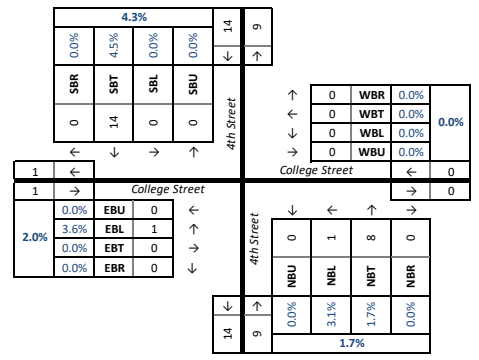 4.3% 14 9
0.0% 4.5% 0.0% 0.0% ↓ ↑
SBR SBT SBL SBU
0 14 0 0
← ↓ → ↑
4th Street
↑ 0 WBR 0.0%
← 0 WBT 0.0%
↓ 0 WBL 0.0%
→ 0 WBU 0.0%
0.0%
1 ← College Street ← 0
1 → College Street → 0
0.0% EBU 0 ←
3.6% EBL 1 ↑
0.0% EBT 0 →
0.0% EBR 0 ↓
2.0%
4th Street
↓ ← ↑ →
0 1 8 0
NBU NBL NBT NBR
↓ ↑ 0.0% 3.1% 1.7% 0.0%
14 9 1.7%